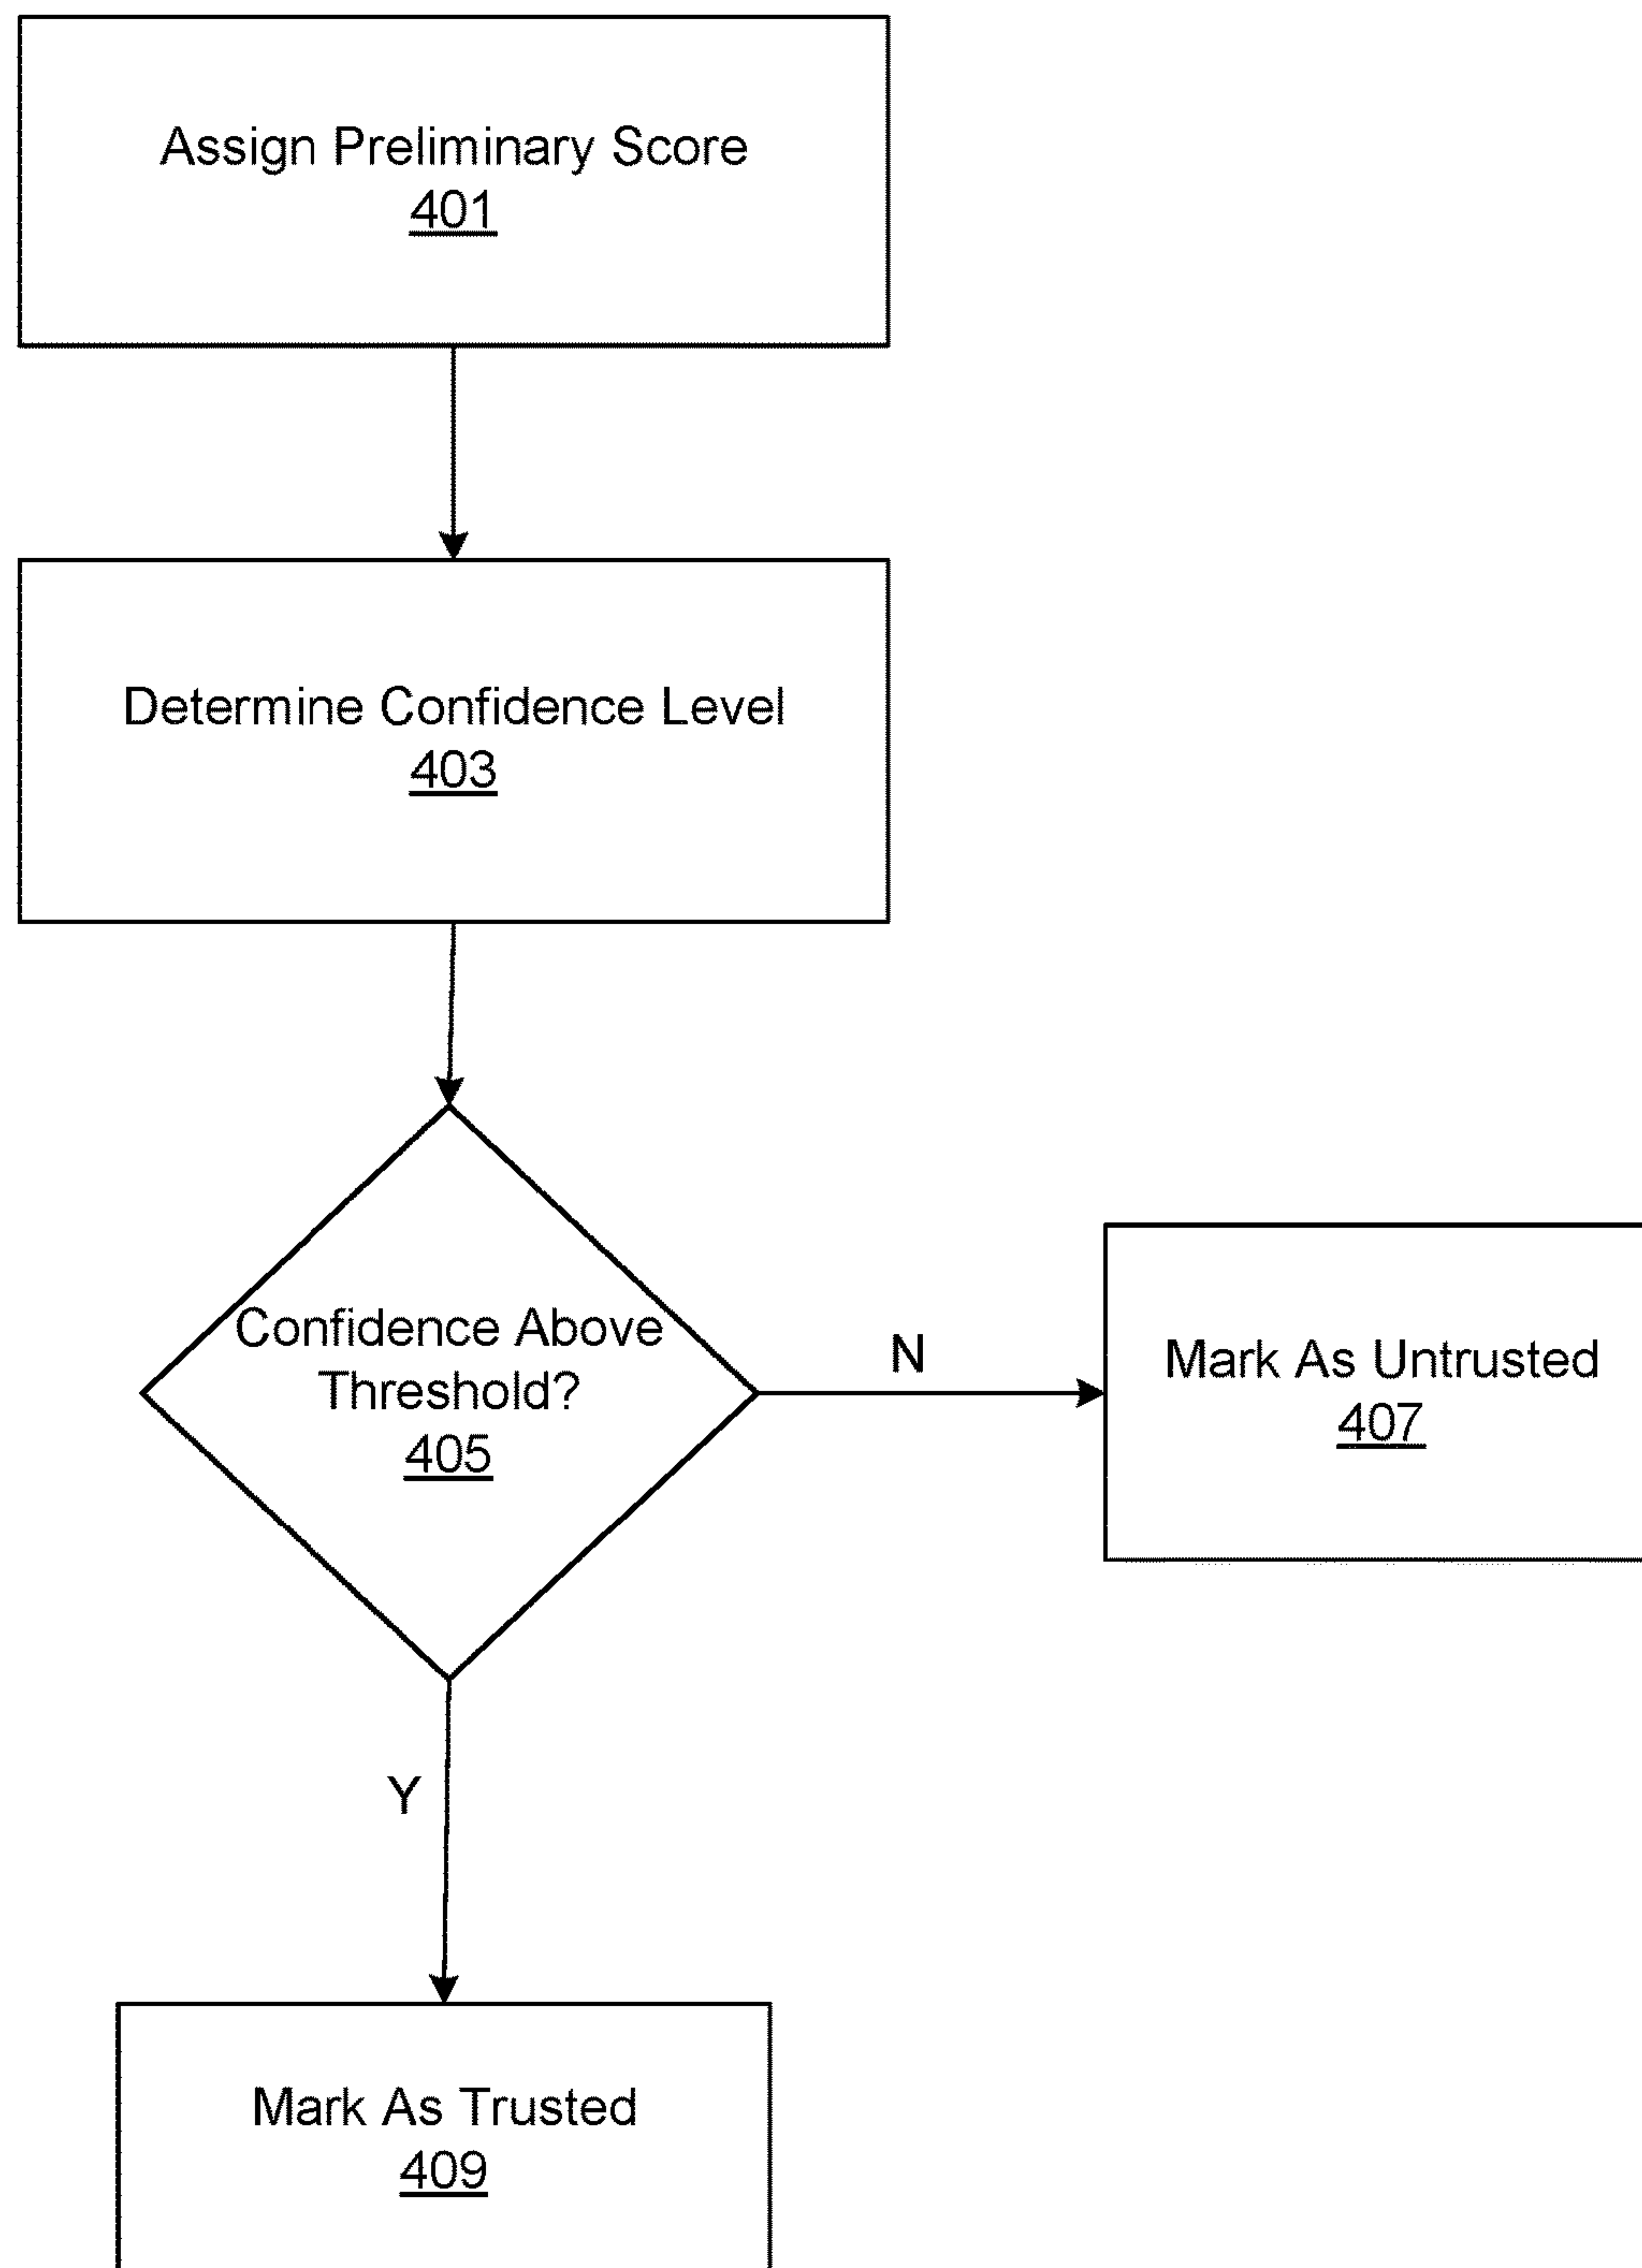 Assign Preliminary Score
401
Determine Confidence Level
403
Confidence Above
Threshold?
405
N
Mark As Untrusted
407
Y
Mark As Trusted
409